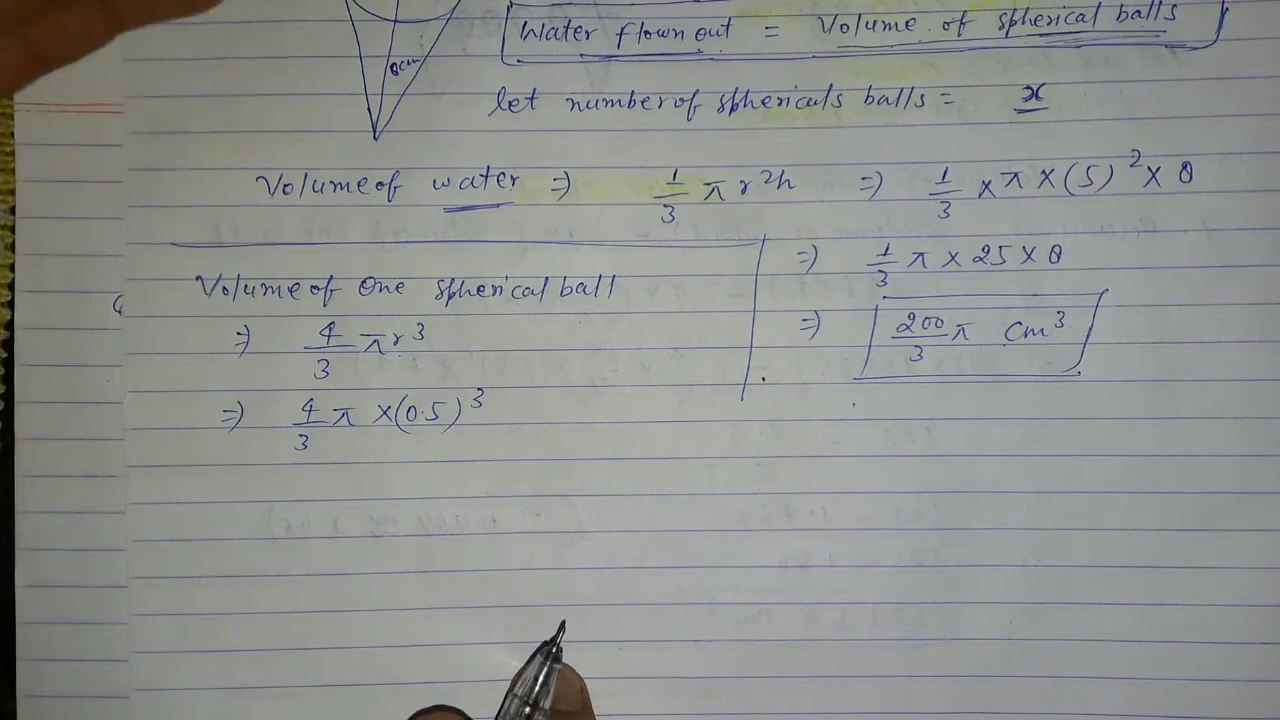 Water flown out = Volume of spherical balls
8cm
let number of sphericals balls = x
Volume of water ⇒ 1/3 π r²h ⇒ 1/3 × π × (5)² × 8
⇒ 1/3 π × 25 × 8
Volume of One spherical ball
⇒ 200/3 π cm³
⇒ 4/3 πr³
⇒ 4/3 π × (0.5)³